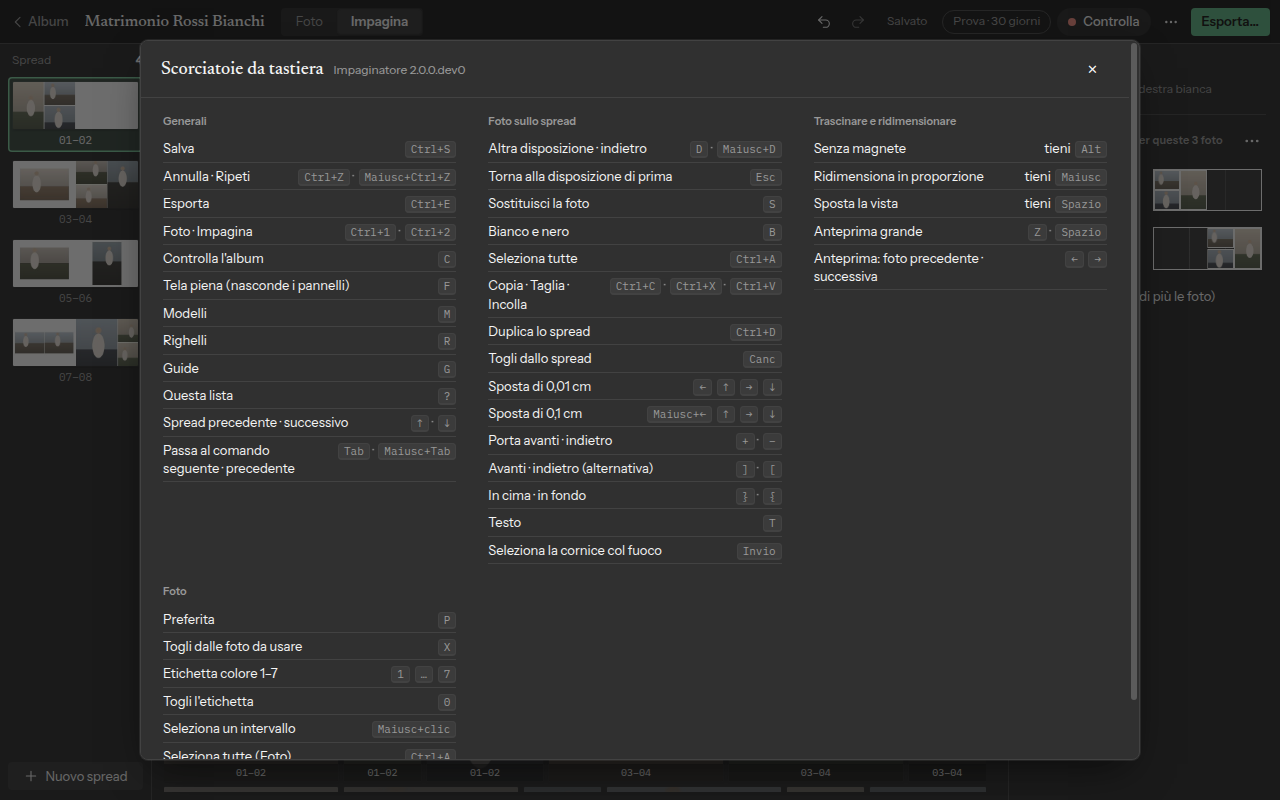 Album
Matrimonio Rossi Bianchi
Foto
Impagina
Salvato
Prova · 30 giorni
Controlla
Esporta...
Spread
Scorciatoie da tastiera
Impaginatore 2.0.0.dev0
Generali
Salva Ctrl+S
Annulla · Ripeti Ctrl+Z · Maiusc+Ctrl+Z
Esporta Ctrl+E
Foto · Impagina Ctrl+1 · Ctrl+2
Controlla l'album C
Tela piena (nasconde i pannelli) F
Modelli M
Righelli R
Guide G
Questa lista ?
Spread precedente · successivo ↑ · ↓
Passa al comando Tab · Maiusc+Tab
seguente · precedente
Foto sullo spread
Altra disposizione · indietro D · Maiusc+D
Torna alla disposizione di prima Esc
Sostituisci la foto S
Bianco e nero B
Seleziona tutte Ctrl+A
Copia · Taglia · Ctrl+C · Ctrl+X · Ctrl+V
Incolla
Duplica lo spread Ctrl+D
Togli dallo spread Canc
Sposta di 0,01 cm ← ↑ → ↓
Sposta di 0,1 cm Maiusc+← ↑ → ↓
Porta avanti · indietro + · −
Avanti · indietro (alternativa) ] · [
In cima · in fondo } · {
Testo T
Seleziona la cornice col fuoco Invio
Trascinare e ridimensionare
Senza magnete tieni Alt
Ridimensiona in proporzione tieni Maiusc
Sposta la vista tieni Spazio
Anteprima grande Z · Spazio
Anteprima: foto precedente · ← →
successiva
Foto
Preferita P
Togli dalle foto da usare X
Etichetta colore 1–7 1 … 7
Togli l'etichetta 0
Seleziona un intervallo Maiusc+clic
Seleziona tutte (Foto) Ctrl+A
01–02
03–04
05–06
07–08
Nuovo spread
destra bianca
er queste 3 foto
di più le foto)
01–02
01–02
01–02
03–04
03–04
03–04